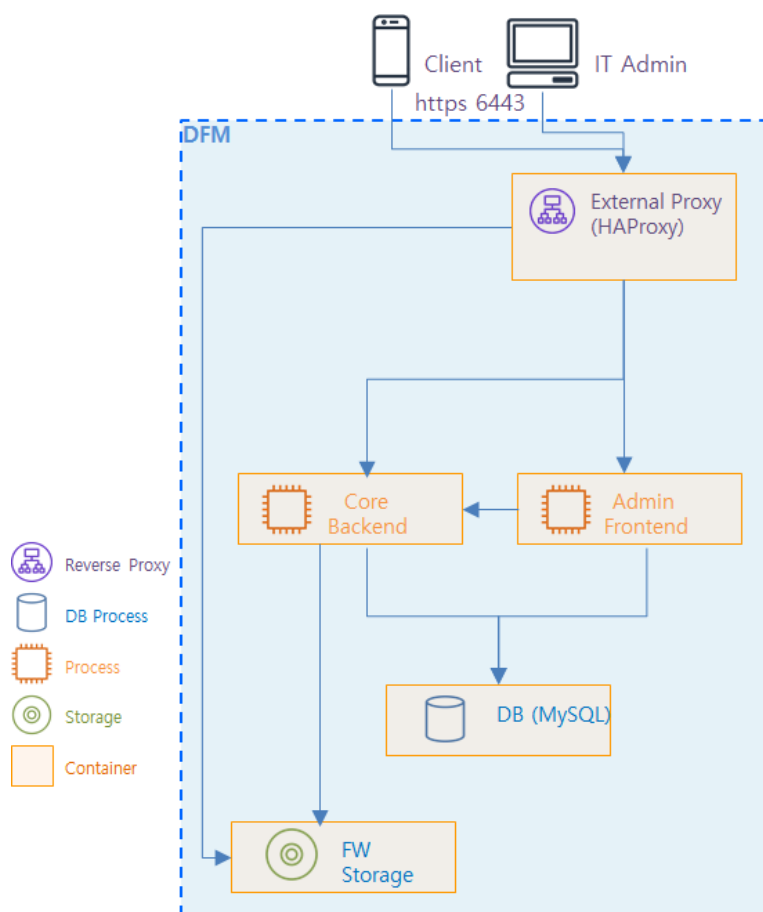 Client
IT Admin
https 6443
DFM
External Proxy
(HAProxy)
Core
Backend
Admin
Frontend
Reverse Proxy
DB Process
Process
Storage
Container
DB (MySQL)
FW
Storage